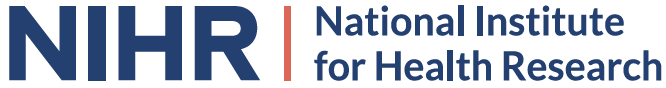 NIHR | National Institute
for Health Research